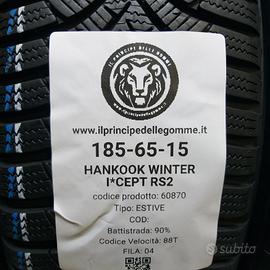 IL PRINCIPE DELLE GOMME
www.ilprincipedellegomme.it
185-65-15
HANKOOK WINTER
I*CEPT RS2
codice prodotto: 60870
Tipo: ESTIVE
COD:
Battistrada: 90%
Codice Velocità: 88T
FILA: 04
subito